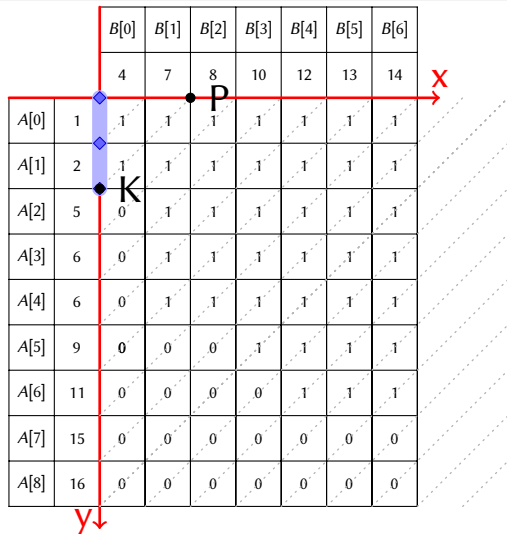 B[0] B[1] B[2] B[3] B[4] B[5] B[6]
4 7 8 10 12 13 14
x
P
A[0] 1 1 1 1 1 1 1 1
A[1] 2 1 1 1 1 1 1 1
K
A[2] 5 0 1 1 1 1 1 1
A[3] 6 0 1 1 1 1 1 1
A[4] 6 0 1 1 1 1 1 1
A[5] 9 0 0 0 1 1 1 1
A[6] 11 0 0 0 0 1 1 1
A[7] 15 0 0 0 0 0 0 0
A[8] 16 0 0 0 0 0 0 0
y